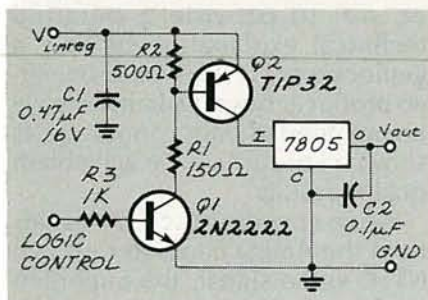 V unreg
R2
500Ω
Q2
TIP32
C1
0.47µF
16V
I
7805
O
Vout
R1
150Ω
C
C2
0.1µF
R3
1K
Q1
2N2222
LOGIC
CONTROL
GND